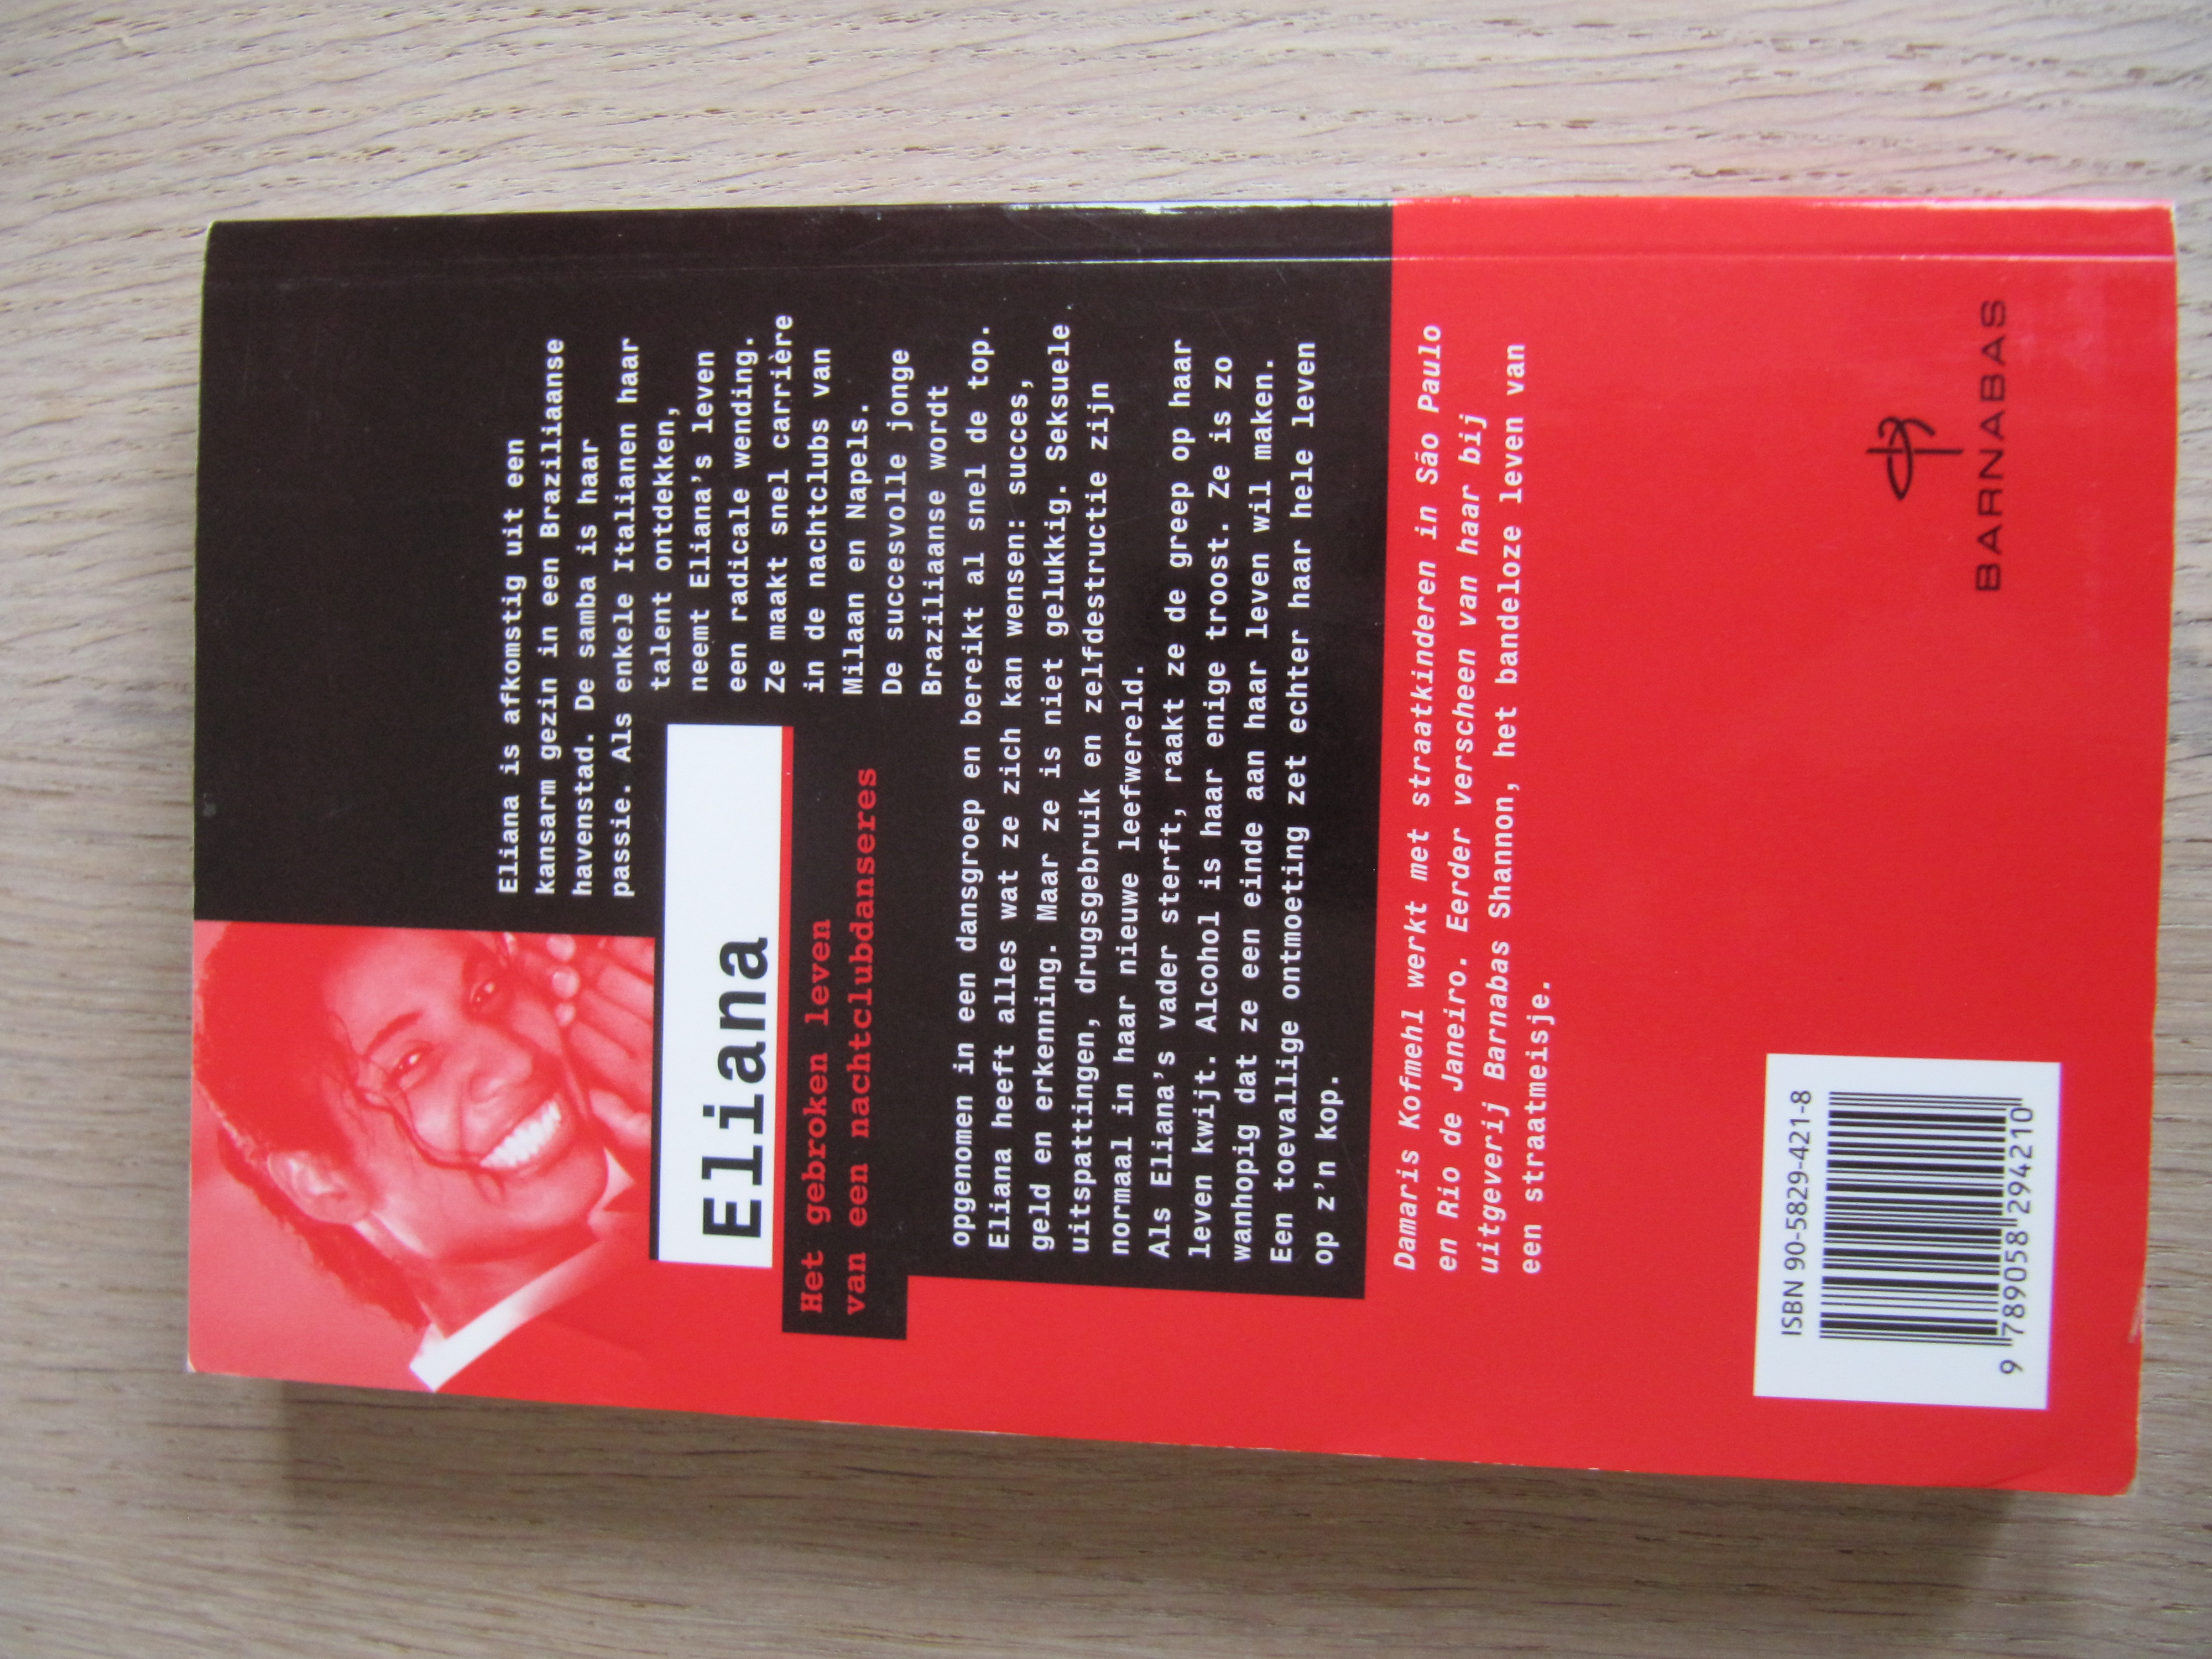 Eliana is afkomstig uit een
kansarm gezin in een Braziliaanse
havenstad. De samba is haar
passie. Als enkele Italianen haar
talent ontdekken,
neemt Eliana's leven
een radicale wending.
Ze maakt snel carrière
in de nachtclubs van
Milaan en Napels.
De succesvolle jonge
Braziliaanse wordt
Eliana
Het gebroken leven
van een nachtclubdanseres
opgenomen in een dansgroep en bereikt al snel de top.
Eliana heeft alles wat ze zich kan wensen: succes,
geld en erkenning. Maar ze is niet gelukkig. Seksuele
uitspattingen, drugsgebruik en zelfdestructie zijn
normaal in haar nieuwe leefwereld.
Als Eliana's vader sterft, raakt ze de greep op haar
leven kwijt. Alcohol is haar enige troost. Ze is zo
wanhopig dat ze een einde aan haar leven wil maken.
Een toevallige ontmoeting zet echter haar hele leven
op z'n kop.
Damaris Kofmehl werkt met straatkinderen in São Paulo
en Rio de Janeiro. Eerder verscheen van haar bij
uitgeverij Barnabas Shannon, het bandeloze leven van
een straatmeisje.
ISBN 90-5829-421-8
9 789058 294210
BARNABAS